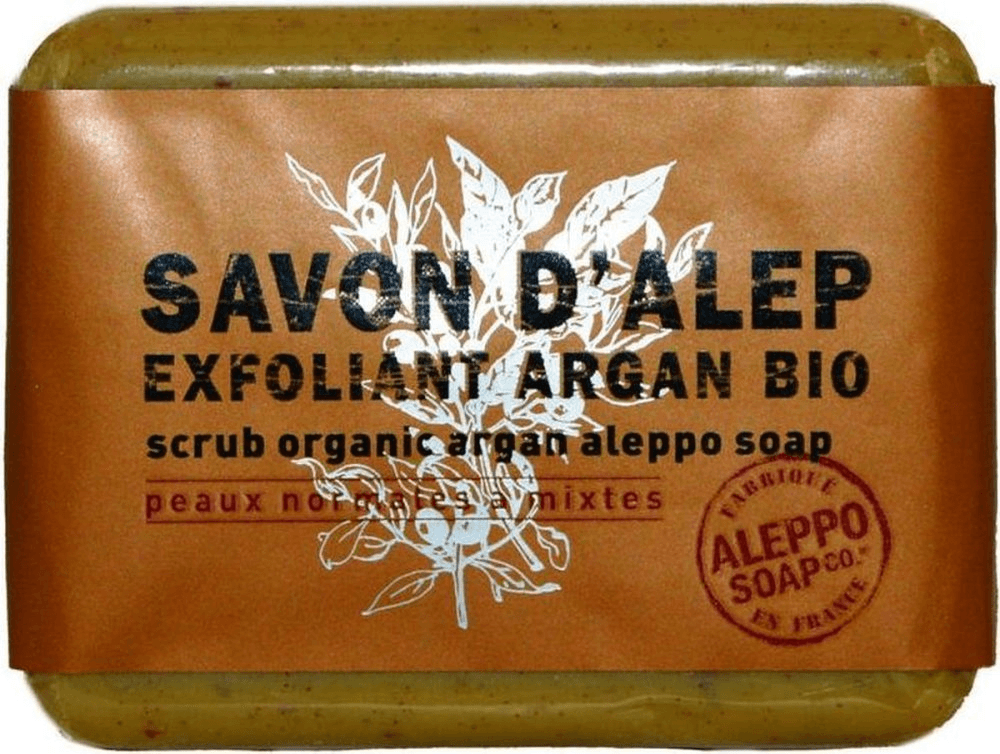 SAVON D'ALEP
EXFOLIANT ARGAN BIO
scrub organic argan aleppo soap
peaux normales à mixtes
FABRIQUÉ
ALEPPO
SOAP CO.
EN FRANCE